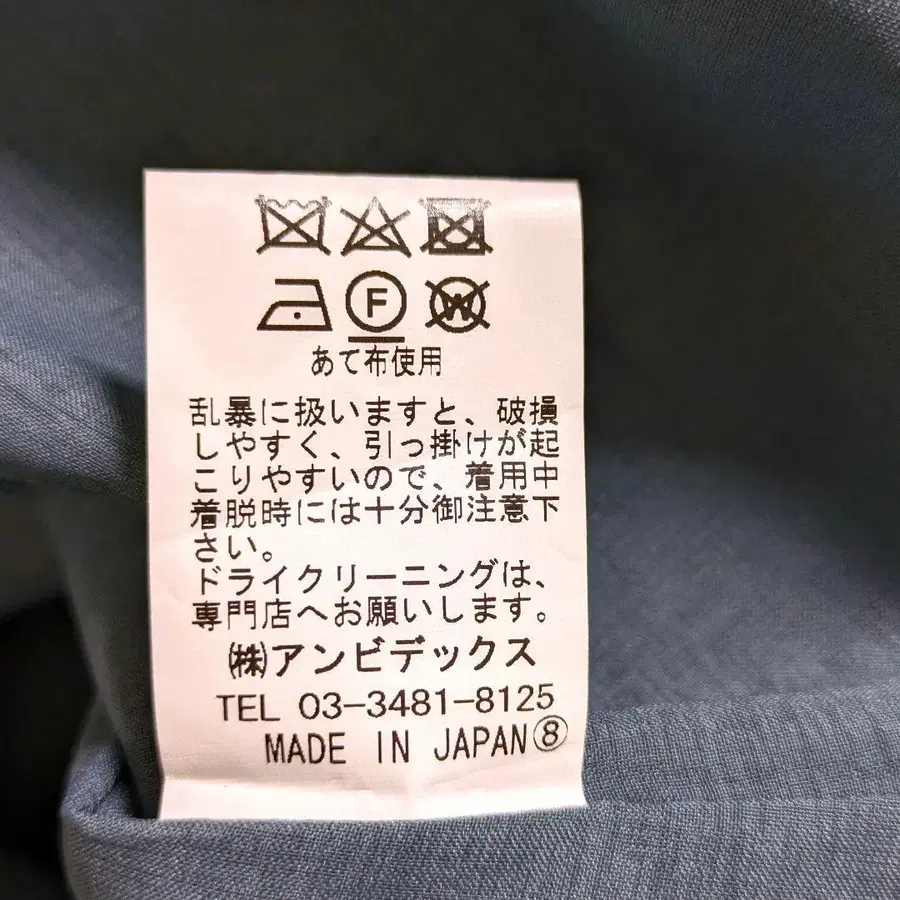 F W
あて布使用
乱暴に扱いますと、破損
しやすく、引っ掛けが起
こりやすいので、着用中
着脱時には十分御注意下
さい。
ドライクリーニングは、
専門店へお願いします。
㈱アンビデックス
TEL 03-3481-8125
MADE IN JAPAN⑧